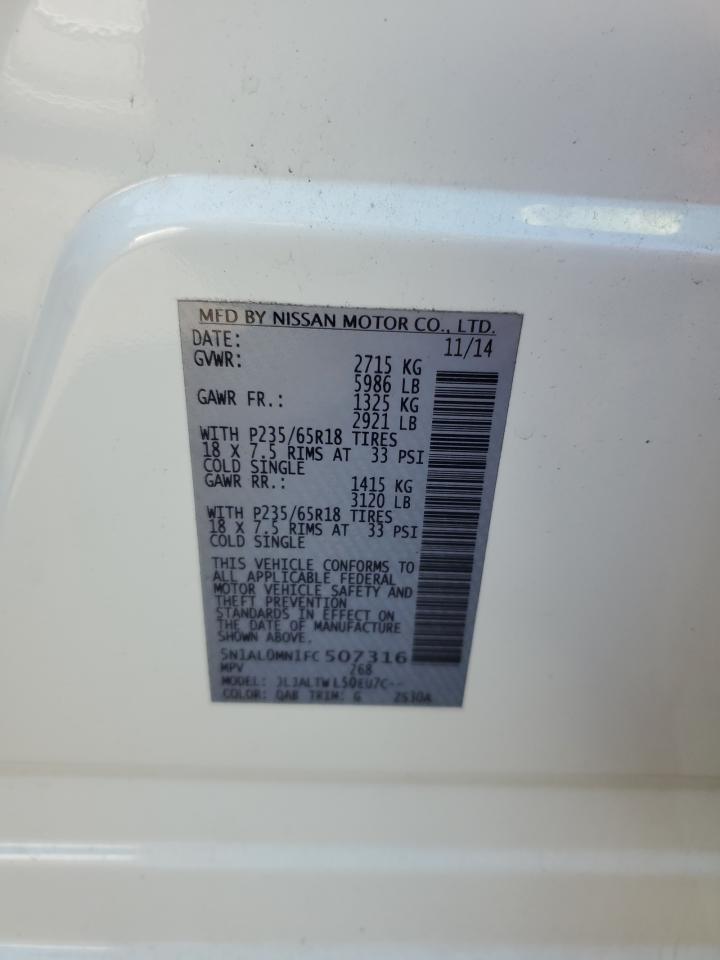 MFD BY NISSAN MOTOR CO., LTD.
DATE: 11/14
GVWR: 2715 KG
5986 LB
GAWR FR.: 1325 KG
2921 LB
WITH P235/65R18 TIRES
18 X 7.5 RIMS AT 33 PSI
COLD SINGLE
GAWR RR.: 1415 KG
3120 LB
WITH P235/65R18 TIRES
18 X 7.5 RIMS AT 33 PSI
COLD SINGLE
THIS VEHICLE CONFORMS TO
ALL APPLICABLE FEDERAL
MOTOR VEHICLE SAFETY AND
THEFT PREVENTION
STANDARDS IN EFFECT ON
THE DATE OF MANUFACTURE
SHOWN ABOVE.
5N1AL0MN1FC 507316
MPV 268
MODEL:
COLOR: QAB TRIM: G